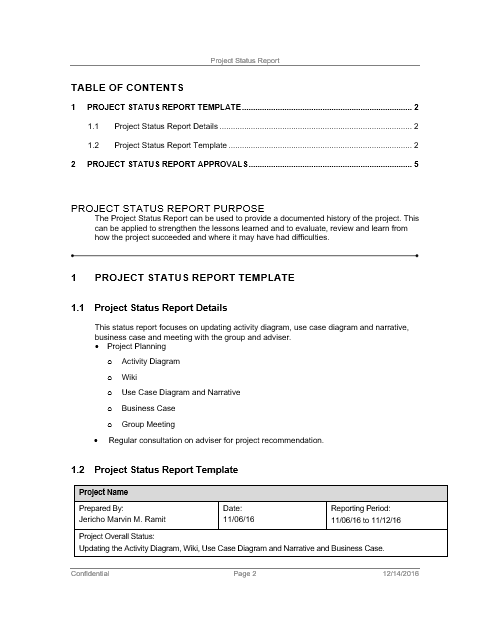 Project Status Report
TABLE OF CONTENTS
1 PROJECT STATUS REPORT TEMPLATE.......................................................... 2
1.1 Project Status Report Details .......................................................... 2
1.2 Project Status Report Template .......................................................... 2
2 PROJECT STATUS REPORT APPROVALS.......................................................... 5
PROJECT STATUS REPORT PURPOSE
The Project Status Report can be used to provide a documented history of the project. This
can be applied to strengthen the lessons learned and to evaluate, review and learn from
how the project succeeded and where it may have had difficulties.
1 PROJECT STATUS REPORT TEMPLATE
1.1 Project Status Report Details
This status report focuses on updating activity diagram, use case diagram and narrative,
business case and meeting with the group and adviser.
• Project Planning
o Activity Diagram
o Wiki
o Use Case Diagram and Narrative
o Business Case
o Group Meeting
• Regular consultation on adviser for project recommendation.
1.2 Project Status Report Template
Project Name
Prepared By: Date: Reporting Period:
Jericho Marvin M. Ramit 11/06/16 11/06/16 to 11/12/16
Project Overall Status:
Updating the Activity Diagram, Wiki, Use Case Diagram and Narrative and Business Case.
Confidential Page 2 12/14/2016